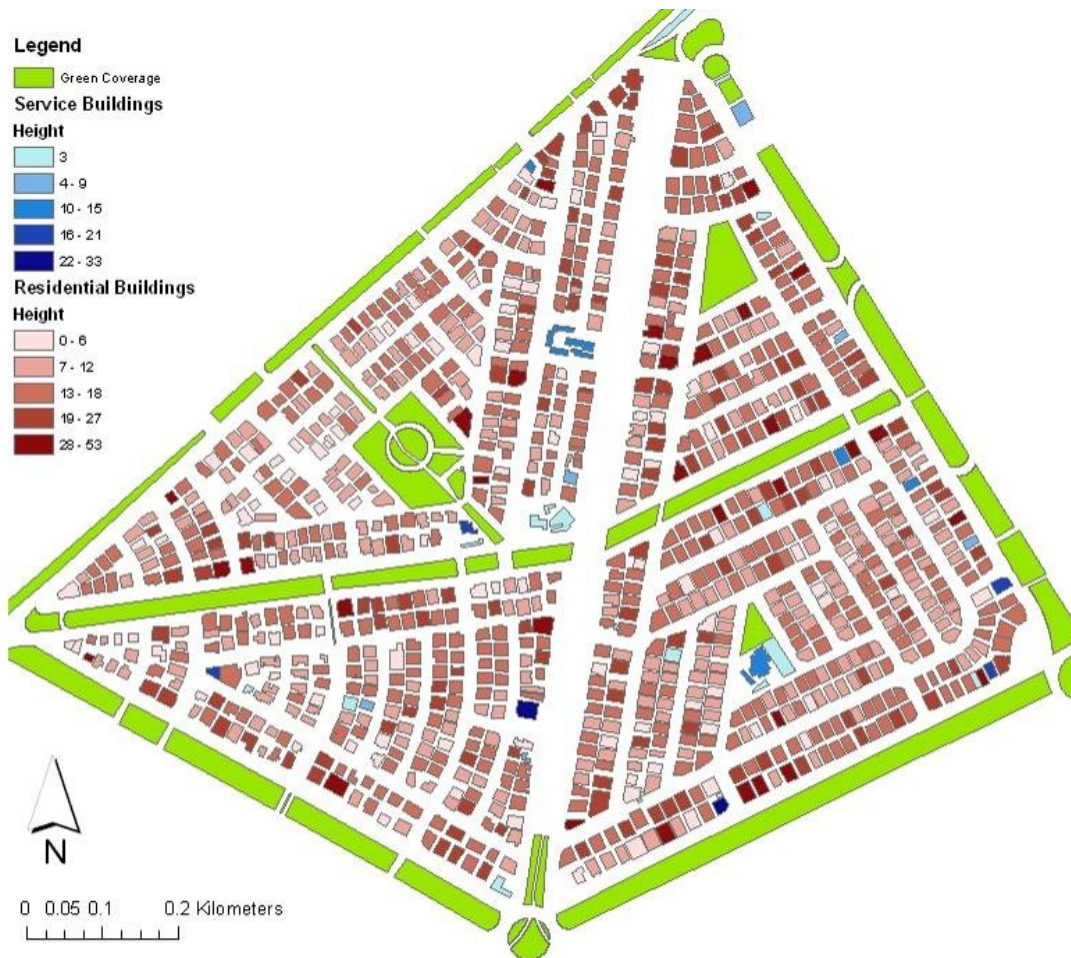 Legend
Green Coverage
Service Buildings
Height
3
4 - 9
10 - 15
16 - 21
22 - 33
Residential Buildings
Height
0 - 6
7 - 12
13 - 18
19 - 27
28 - 53
N
0 0.05 0.1 0.2 Kilometers